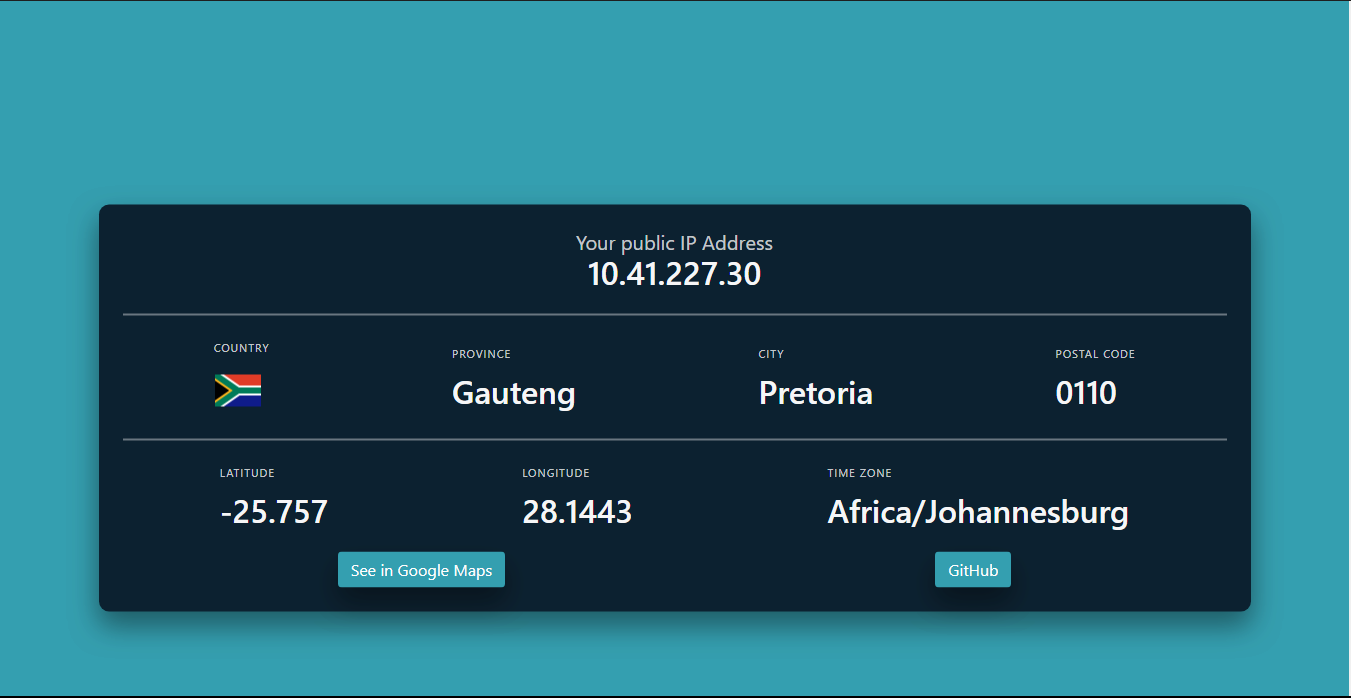 Your public IP Address
10.41.227.30
COUNTRY
PROVINCE
CITY
POSTAL CODE
Gauteng
Pretoria
0110
LATITUDE
LONGITUDE
TIME ZONE
-25.757
28.1443
Africa/Johannesburg
See in Google Maps
GitHub